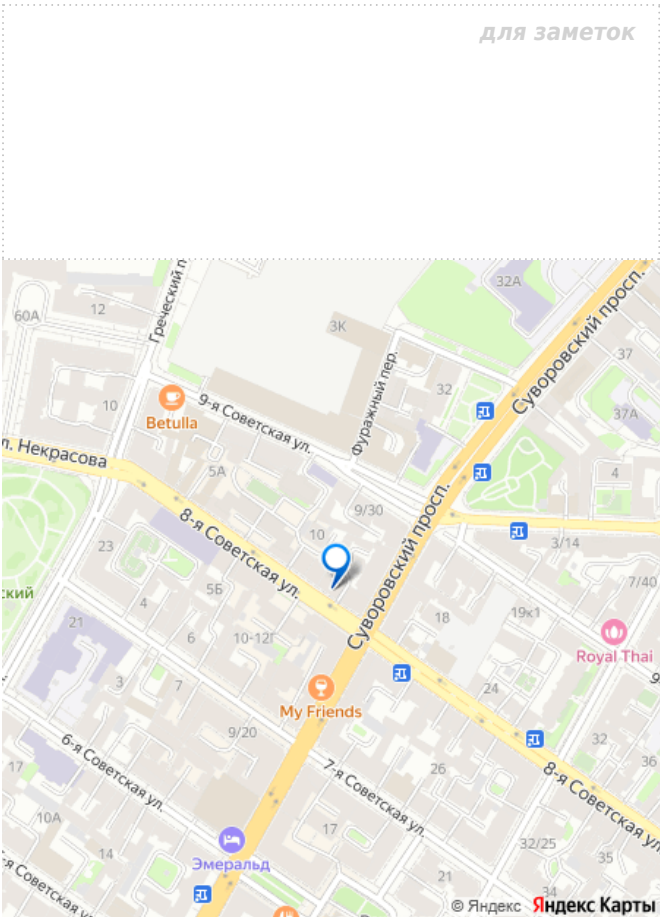 для заметок
32А
Греческий п
12
60А
3К
Суворовский просп.
37
Фуражный пер.
32
10
Betulla
9-я Советская ул.
37А
л. Некрасова
5А
4
9/30
Суворовский просп.
8-я Советская ул.
10
3/14
23
7/40
ский
5Б
4
19к1
18
21
6
10-12Г
Royal Thai
9
3
7
24
My Friends
9/20
32
36
6-я Советская ул.
7-я Советская ул.
26
8-я Советская ул.
17
10А
17
32/25
Эмеральд
14
35
21
34
-я Советская ул.
© Яндекс Яндекс Карты